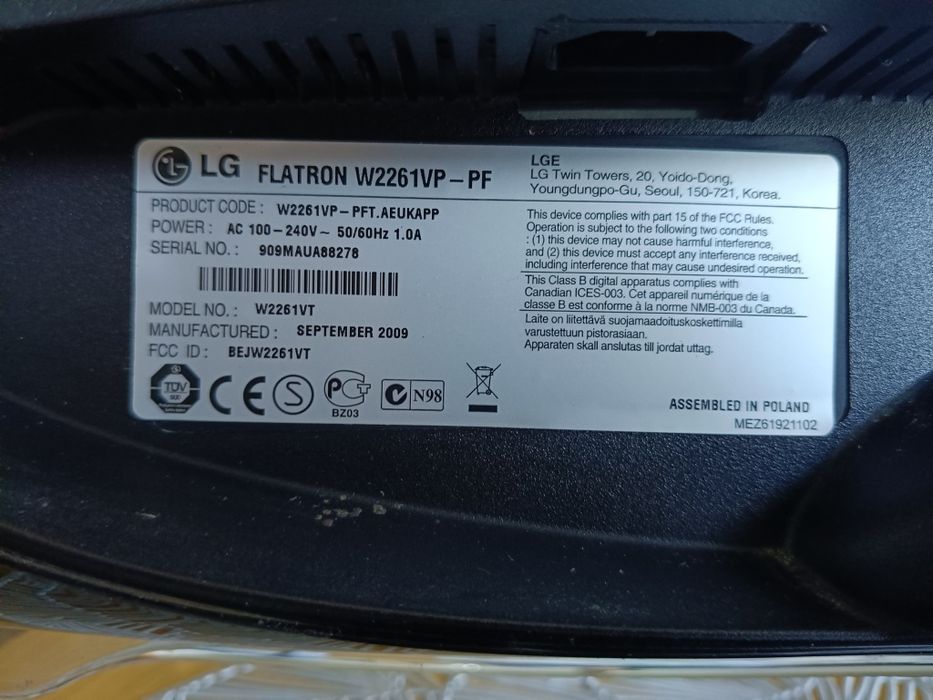 LG FLATRON W2261VP-PF
LGE
LG Twin Towers, 20, Yoido-Dong,
Youngdungpo-Gu, Seoul, 150-721, Korea.
PRODUCT CODE : W2261VP-PFT.AEUKAPP
POWER : AC 100-240V~ 50/60Hz 1.0A
SERIAL NO. : 909MAUA88278
MODEL NO. : W2261VT
MANUFACTURED : SEPTEMBER 2009
FCC ID : BEJW2261VT
This device complies with part 15 of the FCC Rules.
Operation is subject to the following two conditions
: (1) this device may not cause harmful interference,
and (2) this device must accept any interference received,
including interference that may cause undesired operation.
This Class B digital apparatus complies with
Canadian ICES-003. Cet appareil numérique de la
classe B est conforme à la norme NMB-003 du Canada.
Laite on liitettävä suojamaadoituskoskettimilla
varustettuun pistorasiaan.
Apparaten skall anslutas till jordat uttag.
TÜV
SÜD
CE
S
PCT
BZ03
N98
ASSEMBLED IN POLAND
MEZ61921102